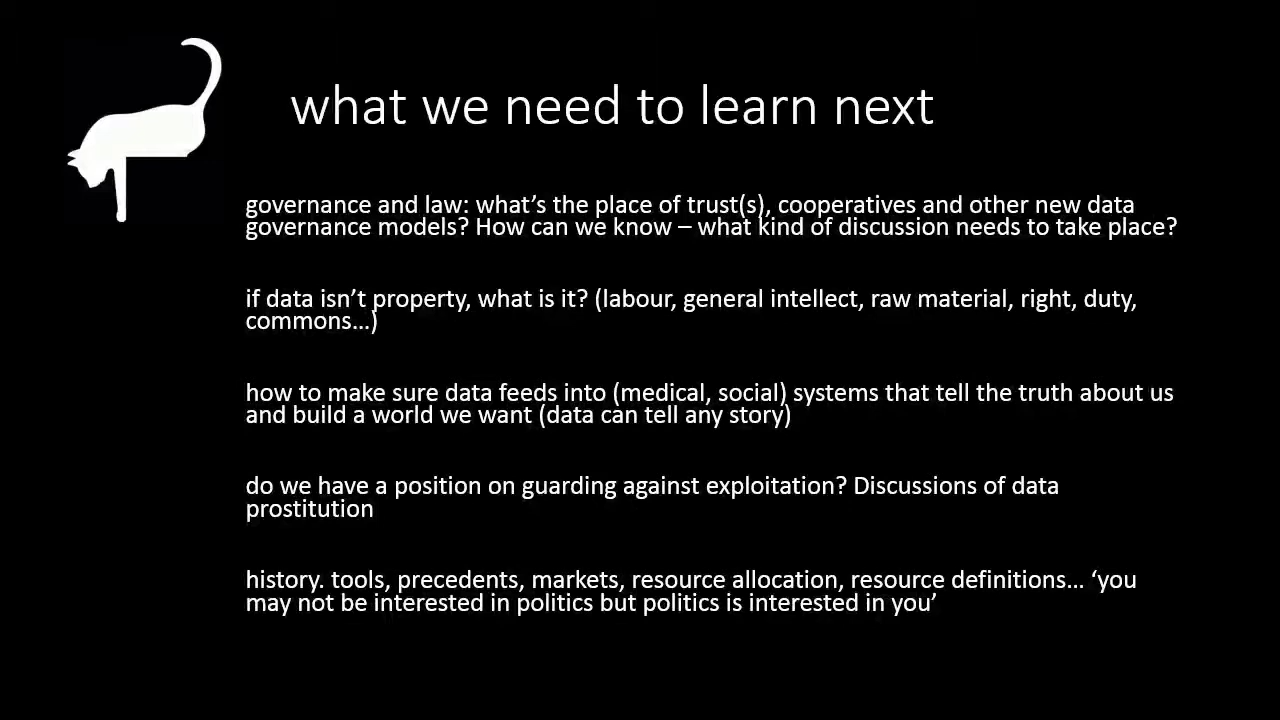 what we need to learn next
governance and law: what’s the place of trust(s), cooperatives and other new data
governance models? How can we know – what kind of discussion needs to take place?
if data isn’t property, what is it? (labour, general intellect, raw material, right, duty,
commons…)
how to make sure data feeds into (medical, social) systems that tell the truth about us
and build a world we want (data can tell any story)
do we have a position on guarding against exploitation? Discussions of data
prostitution
history. tools, precedents, markets, resource allocation, resource definitions… ‘you
may not be interested in politics but politics is interested in you’